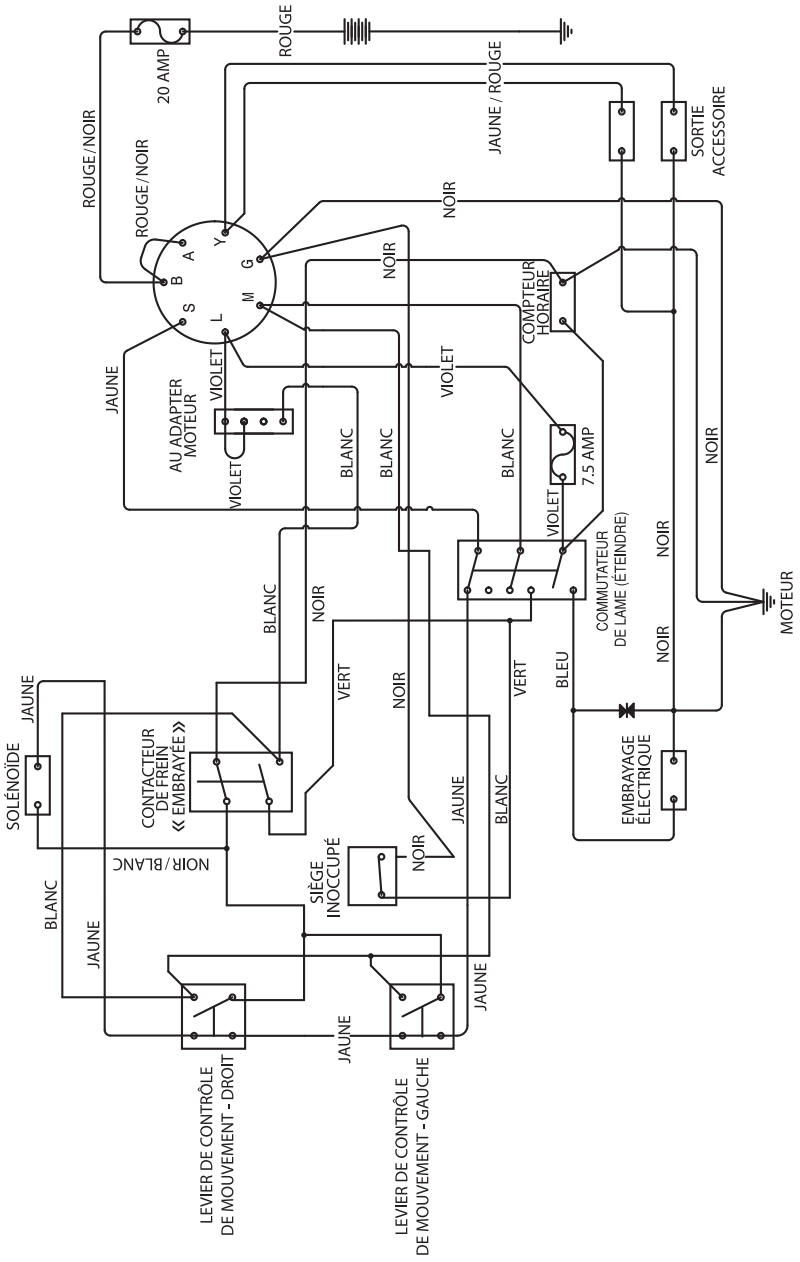 20 AMP
ROUGE
ROUGE/NOIR
ROUGE/NOIR
JAUNE / ROUGE
SORTIE
ACCESSOIRE
A
B
S
L
M
G
Y
NOIR
NOIR
JAUNE
VIOLET
AU ADAPTER
MOTEUR
VIOLET
BLANC
BLANC
VIOLET
BLANC
COMPTEUR
HORAIRE
7.5 AMP
VIOLET
NOIR
NOIR
COMMUTATEUR
DE LAME (ÉTEINDRE)
MOTEUR
BLANC
NOIR
VERT
NOIR
VERT
BLEU
NOIR
JAUNE
SOLÉNOÏDE
CONTACTEUR
DE FREIN
« EMBRAYÉE »
NOIR/BLANC
JAUNE
BLANC
EMBRAYAGE
ÉLECTRIQUE
SIÈGE
INOCCUPÉ
NOIR
BLANC
JAUNE
JAUNE
JAUNE
LEVIER DE CONTRÔLE
DE MOUVEMENT - DROIT
LEVIER DE CONTRÔLE
DE MOUVEMENT - GAUCHE